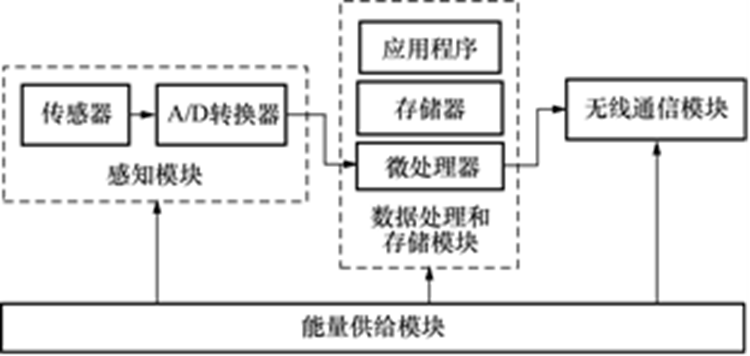 应用程序
传感器
A/D转换器
存储器
无线通信模块
感知模块
微处理器
数据处理和
存储模块
能量供给模块